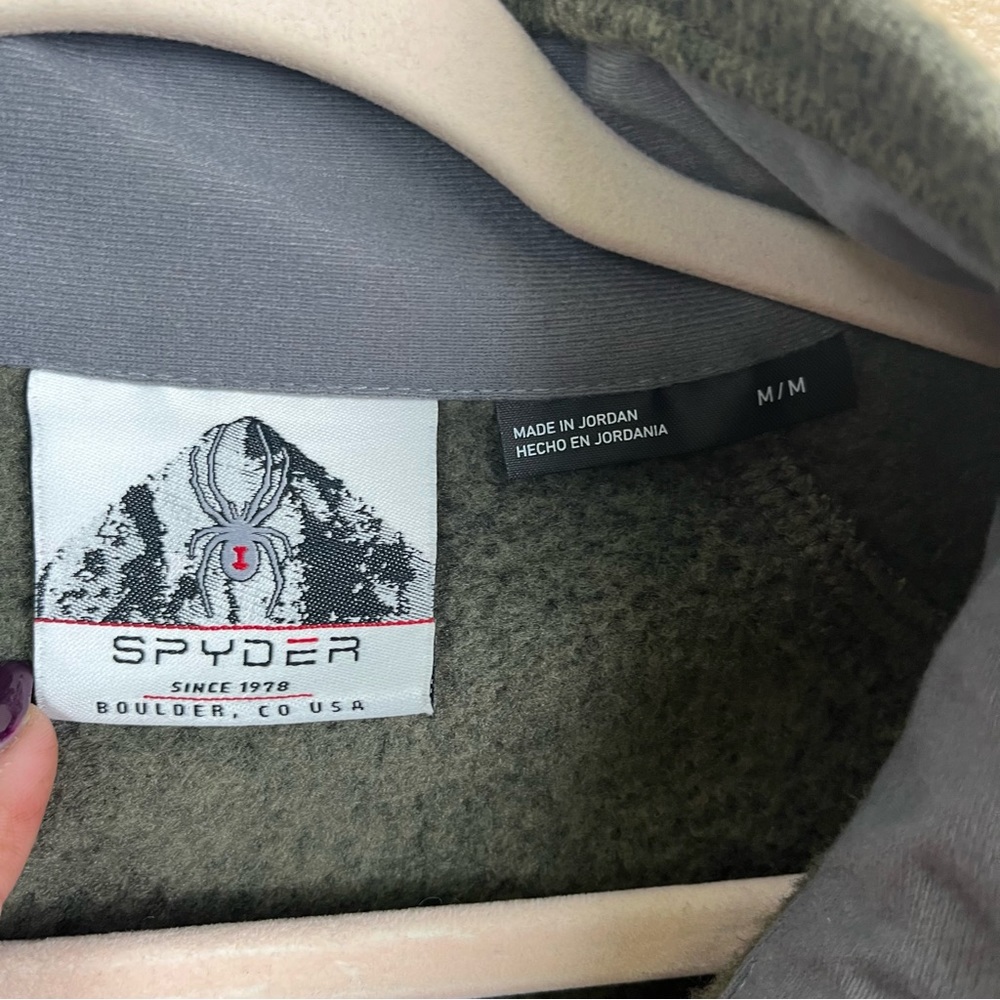 SPYDER
SINCE 1978
BOULDER, CO USA
MADE IN JORDAN
HECHO EN JORDANIA
M/M